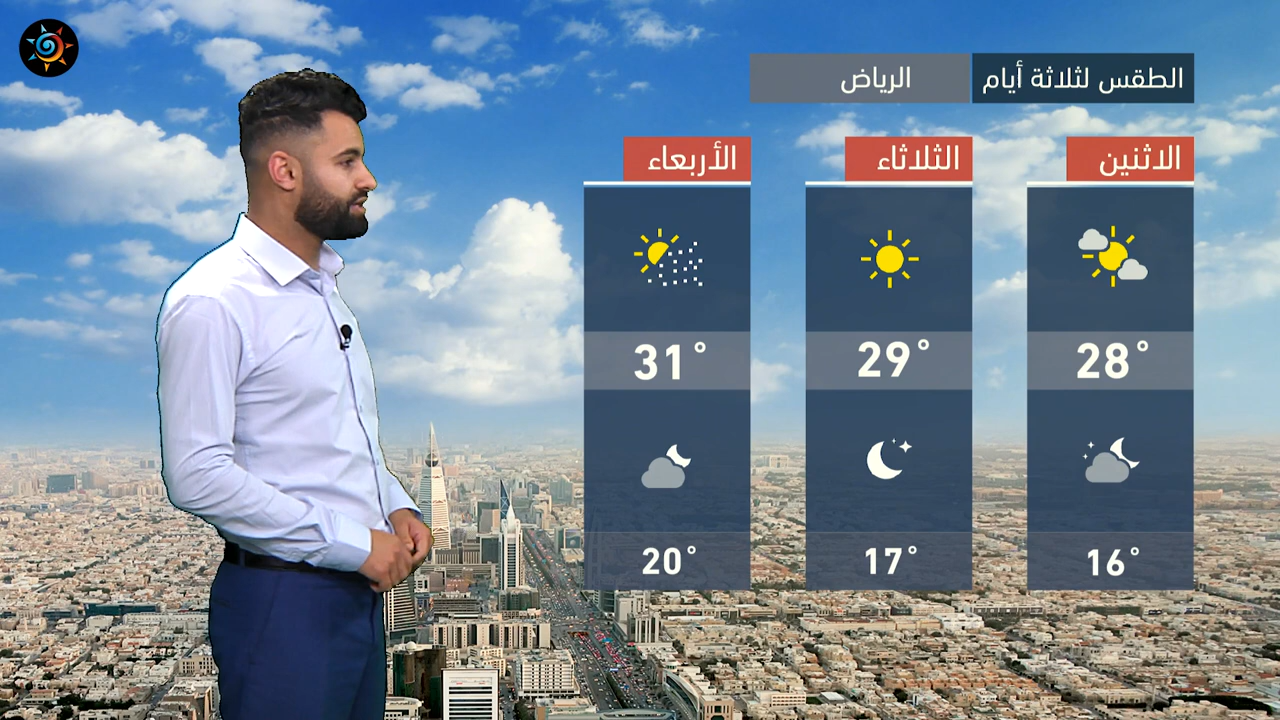 الطقس لثلاثة أيام
الرياض
الاثنين
الثلاثاء
الأربعاء
28°
29°
31°
16°
17°
20°